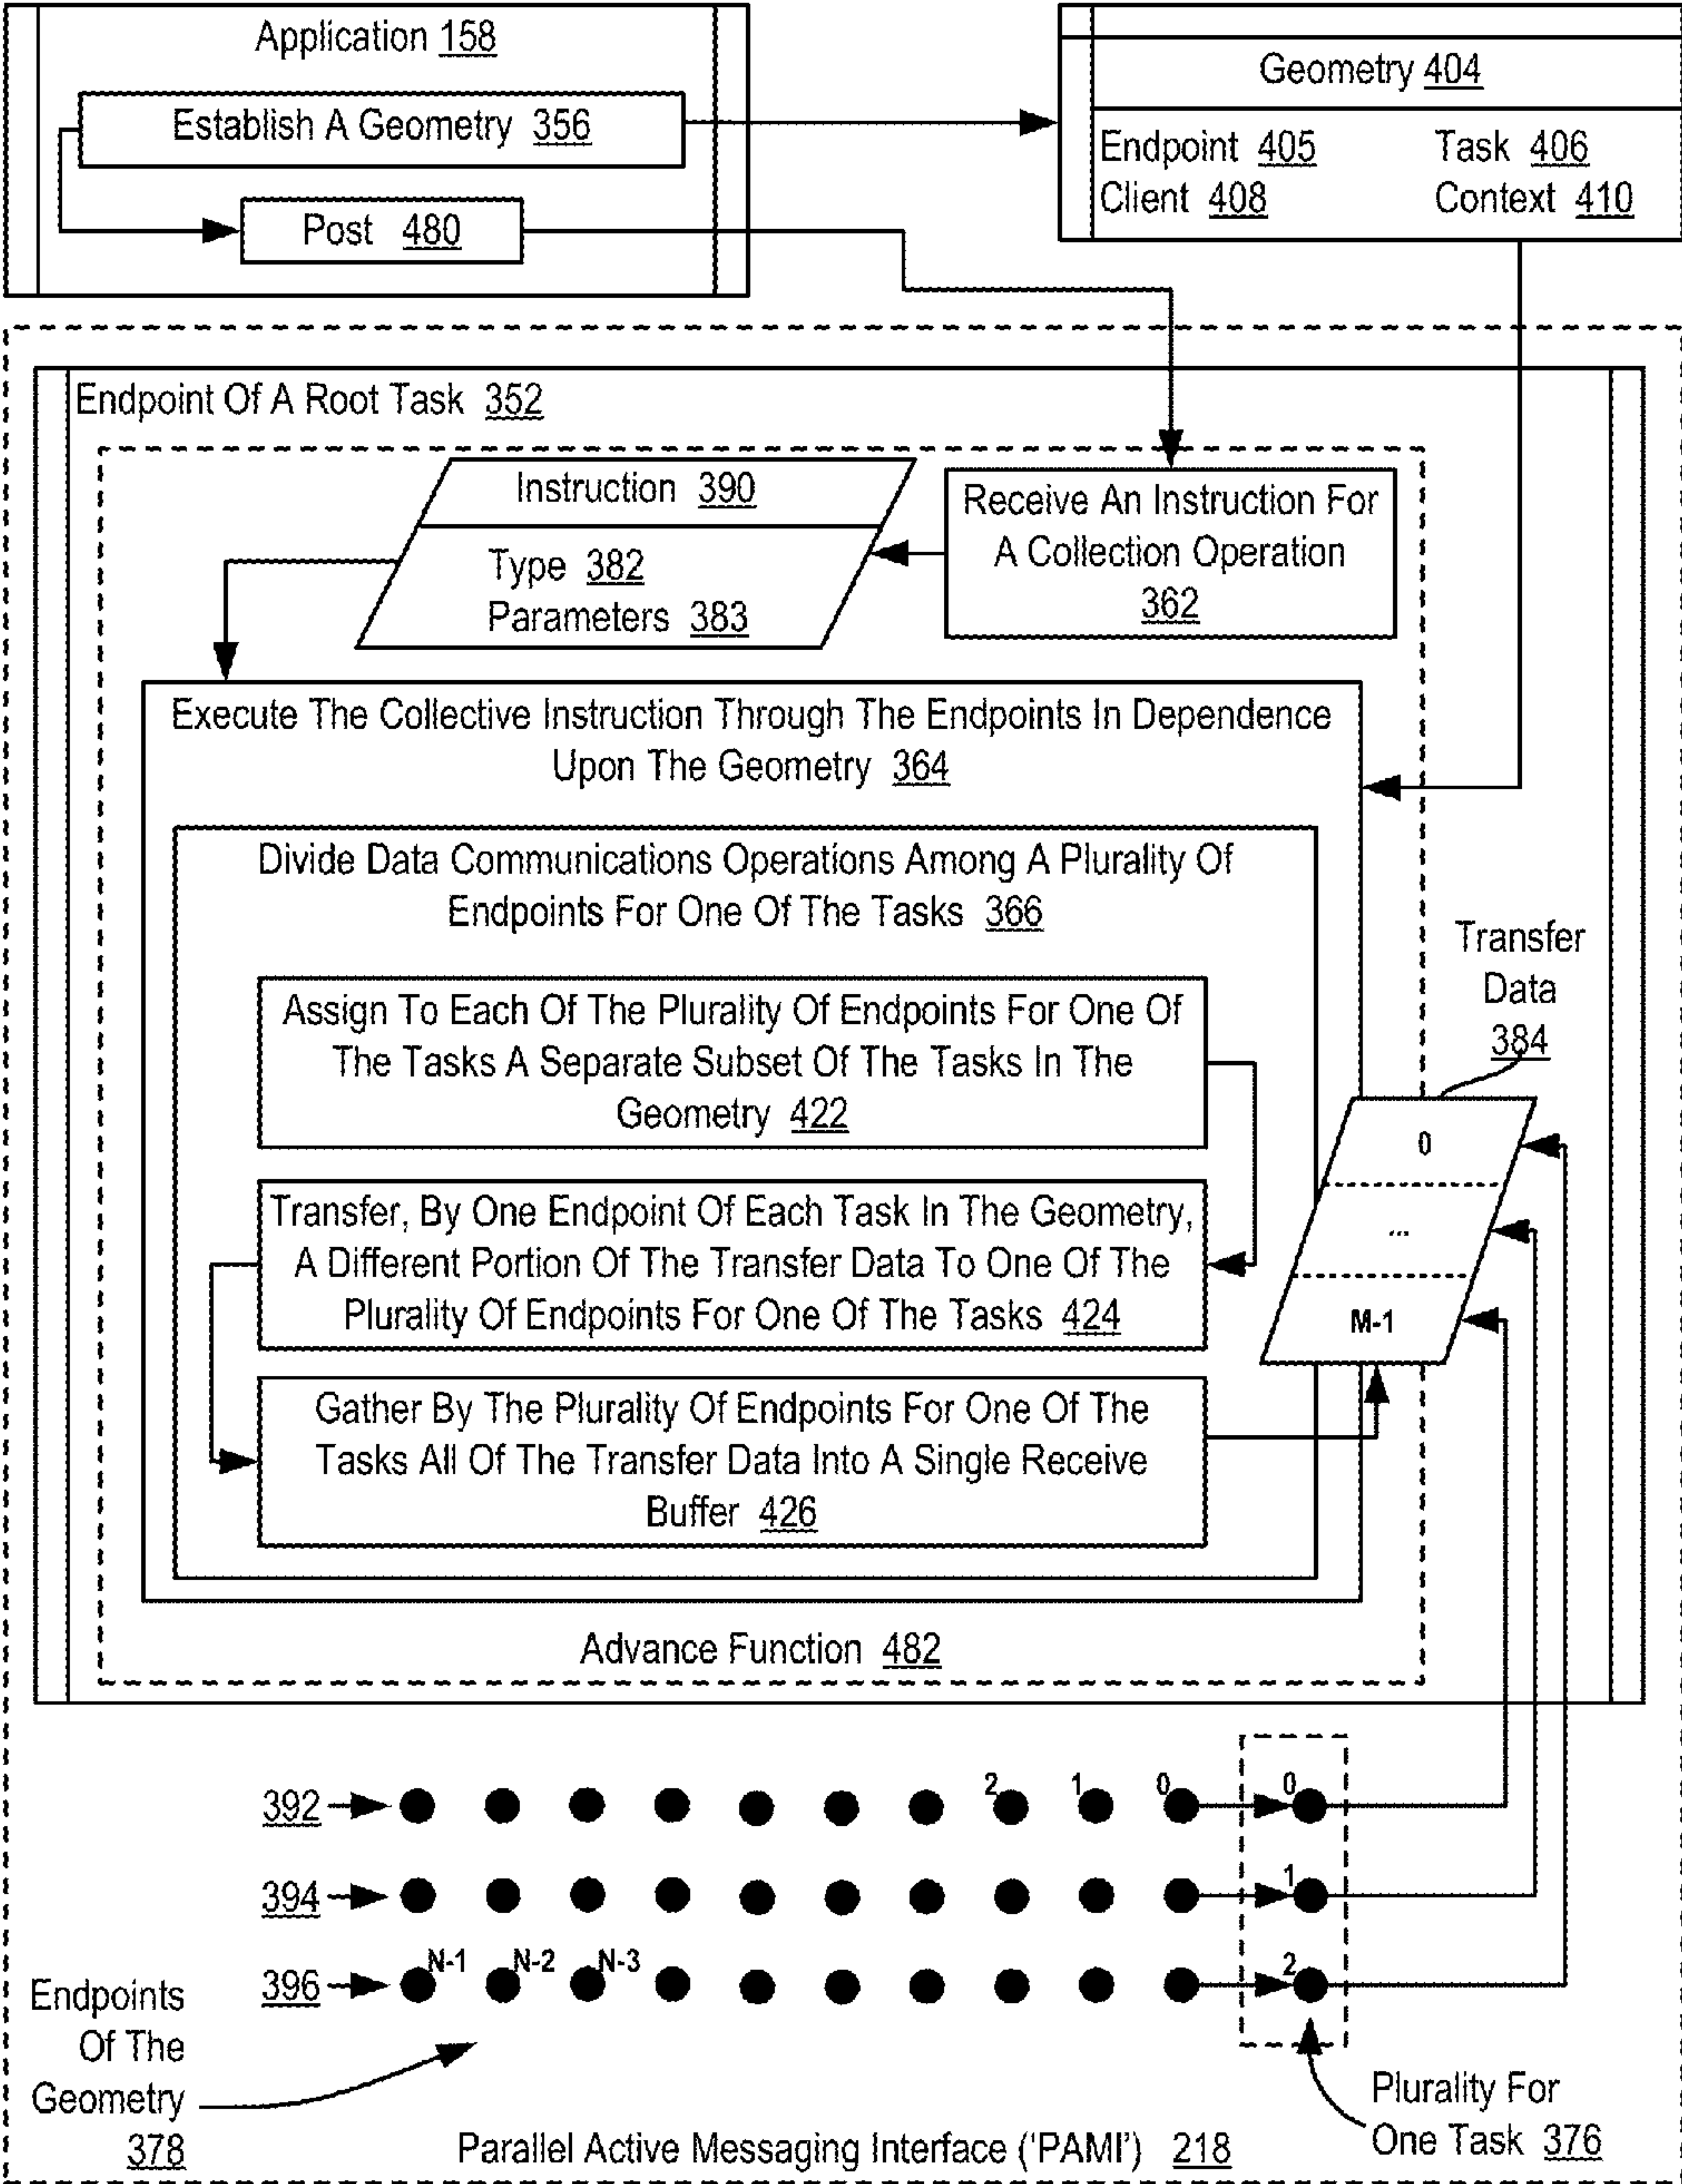 Application 158
Establish A Geometry 356
Post 480
Geometry 404
Endpoint 405 Task 406
Client 408 Context 410
Endpoint Of A Root Task 352
Instruction 390
Type 382
Parameters 383
Receive An Instruction For
A Collection Operation
362
Execute The Collective Instruction Through The Endpoints In Dependence
Upon The Geometry 364
Divide Data Communications Operations Among A Plurality Of
Endpoints For One Of The Tasks 366
Transfer
Data
384
Assign To Each Of The Plurality Of Endpoints For One Of
The Tasks A Separate Subset Of The Tasks In The
Geometry 422
Transfer, By One Endpoint Of Each Task In The Geometry,
A Different Portion Of The Transfer Data To One Of The
Plurality Of Endpoints For One Of The Tasks 424
0
...
M-1
Gather By The Plurality Of Endpoints For One Of The
Tasks All Of The Transfer Data Into A Single Receive
Buffer 426
Advance Function 482
392 2 1 0 0
394 1
396 N-1 N-2 N-3 2
Endpoints
Of The
Geometry
378
Plurality For
One Task 376
Parallel Active Messaging Interface ('PAMI') 218